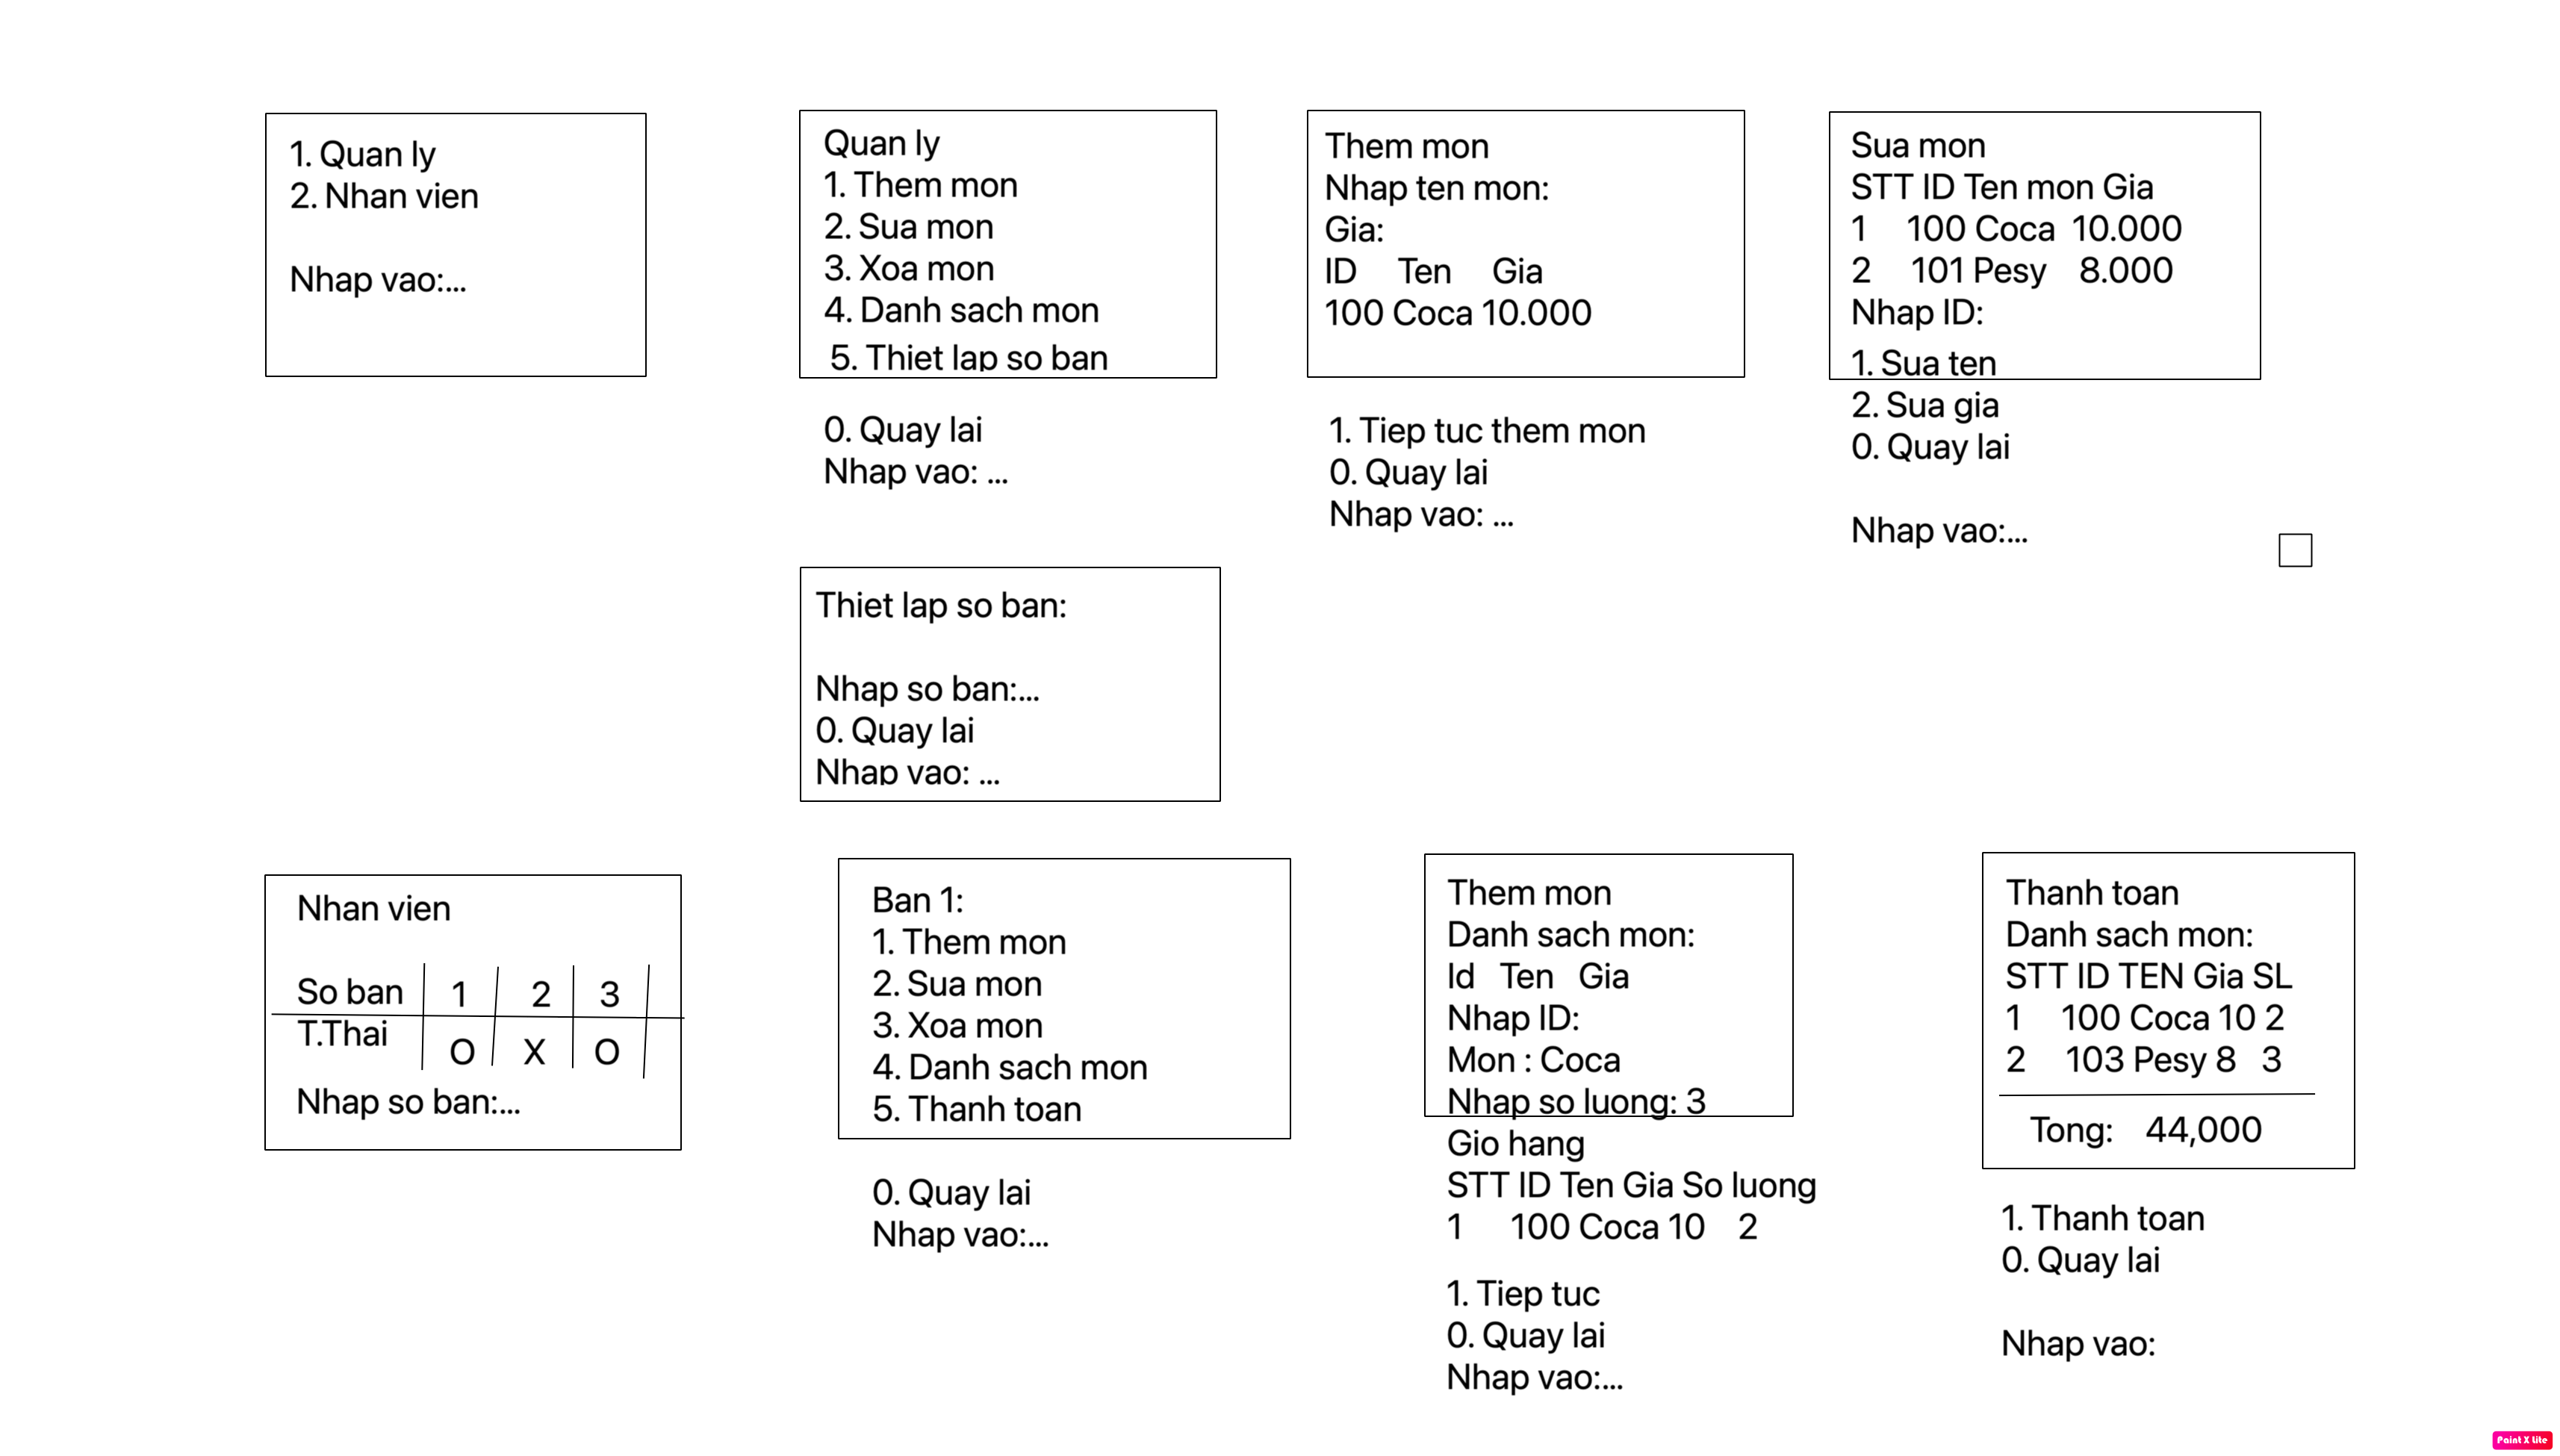 1. Quan ly
2. Nhan vien
Nhap vao:...
Quan ly
1. Them mon
2. Sua mon
3. Xoa mon
4. Danh sach mon
5. Thiet lap so ban
0. Quay lai
Nhap vao: ...
Them mon
Nhap ten mon:
Gia:
ID Ten Gia
100 Coca 10.000
1. Tiep tuc them mon
0. Quay lai
Nhap vao: ...
Sua mon
STT ID Ten mon Gia
1 100 Coca 10.000
2 101 Pesy 8.000
Nhap ID:
1. Sua ten
2. Sua gia
0. Quay lai
Nhap vao:...
Thiet lap so ban:
Nhap so ban:...
0. Quay lai
Nhap vao: ...
Nhan vien
So ban 1 2 3
T.Thai O X O
Nhap so ban:...
Ban 1:
1. Them mon
2. Sua mon
3. Xoa mon
4. Danh sach mon
5. Thanh toan
0. Quay lai
Nhap vao:...
Them mon
Danh sach mon:
Id Ten Gia
Nhap ID:
Mon : Coca
Nhap so luong: 3
Gio hang
STT ID Ten Gia So luong
1 100 Coca 10 2
1. Tiep tuc
0. Quay lai
Nhap vao:...
Thanh toan
Danh sach mon:
STT ID TEN Gia SL
1 100 Coca 10 2
2 103 Pesy 8 3
Tong: 44,000
1. Thanh toan
0. Quay lai
Nhap vao:
Paint X Lite